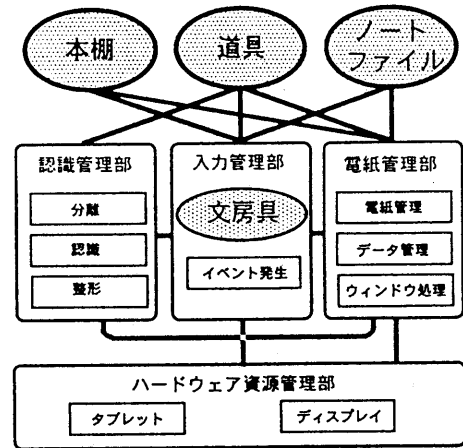 本棚
道具
ノート
ファイル
認識管理部
分離
認識
整形
入力管理部
文房具
イベント発生
電紙管理部
電紙管理
データ管理
ウィンドウ処理
ハードウェア資源管理部
タブレット
ディスプレイ